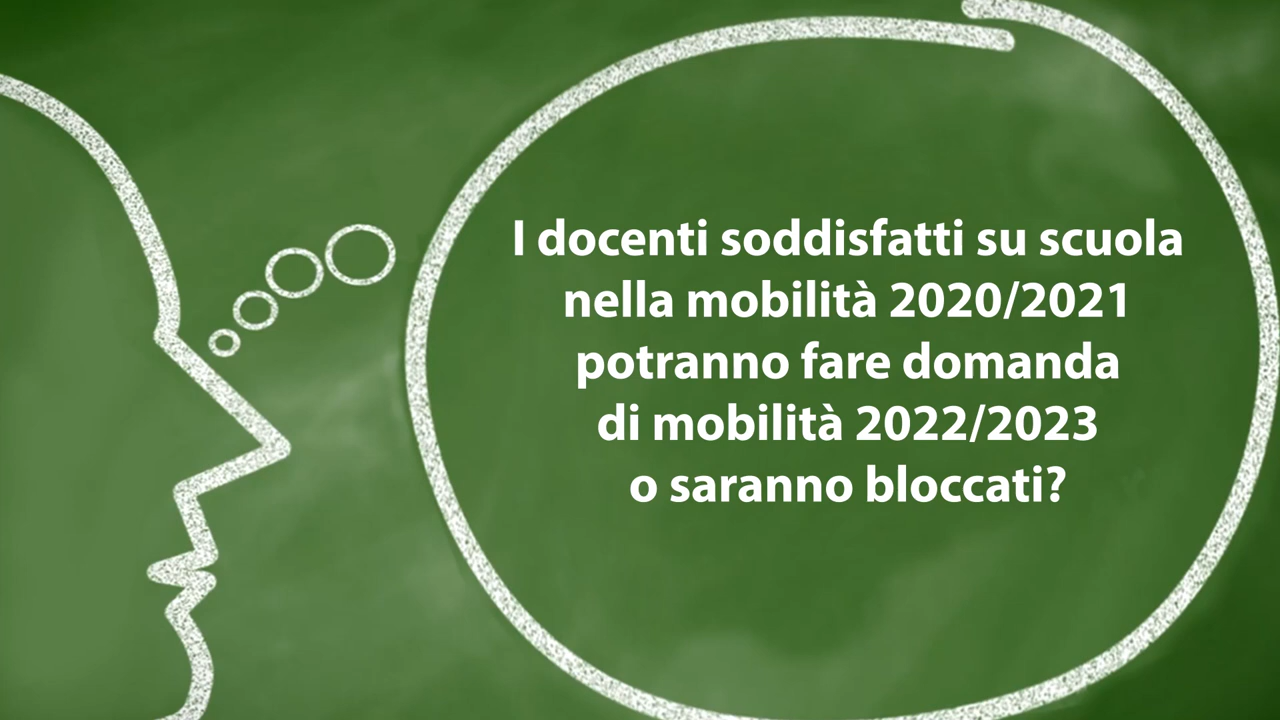 I docenti soddisfatti su scuola
nella mobilità 2020/2021
potranno fare domanda
di mobilità 2022/2023
o saranno bloccati?